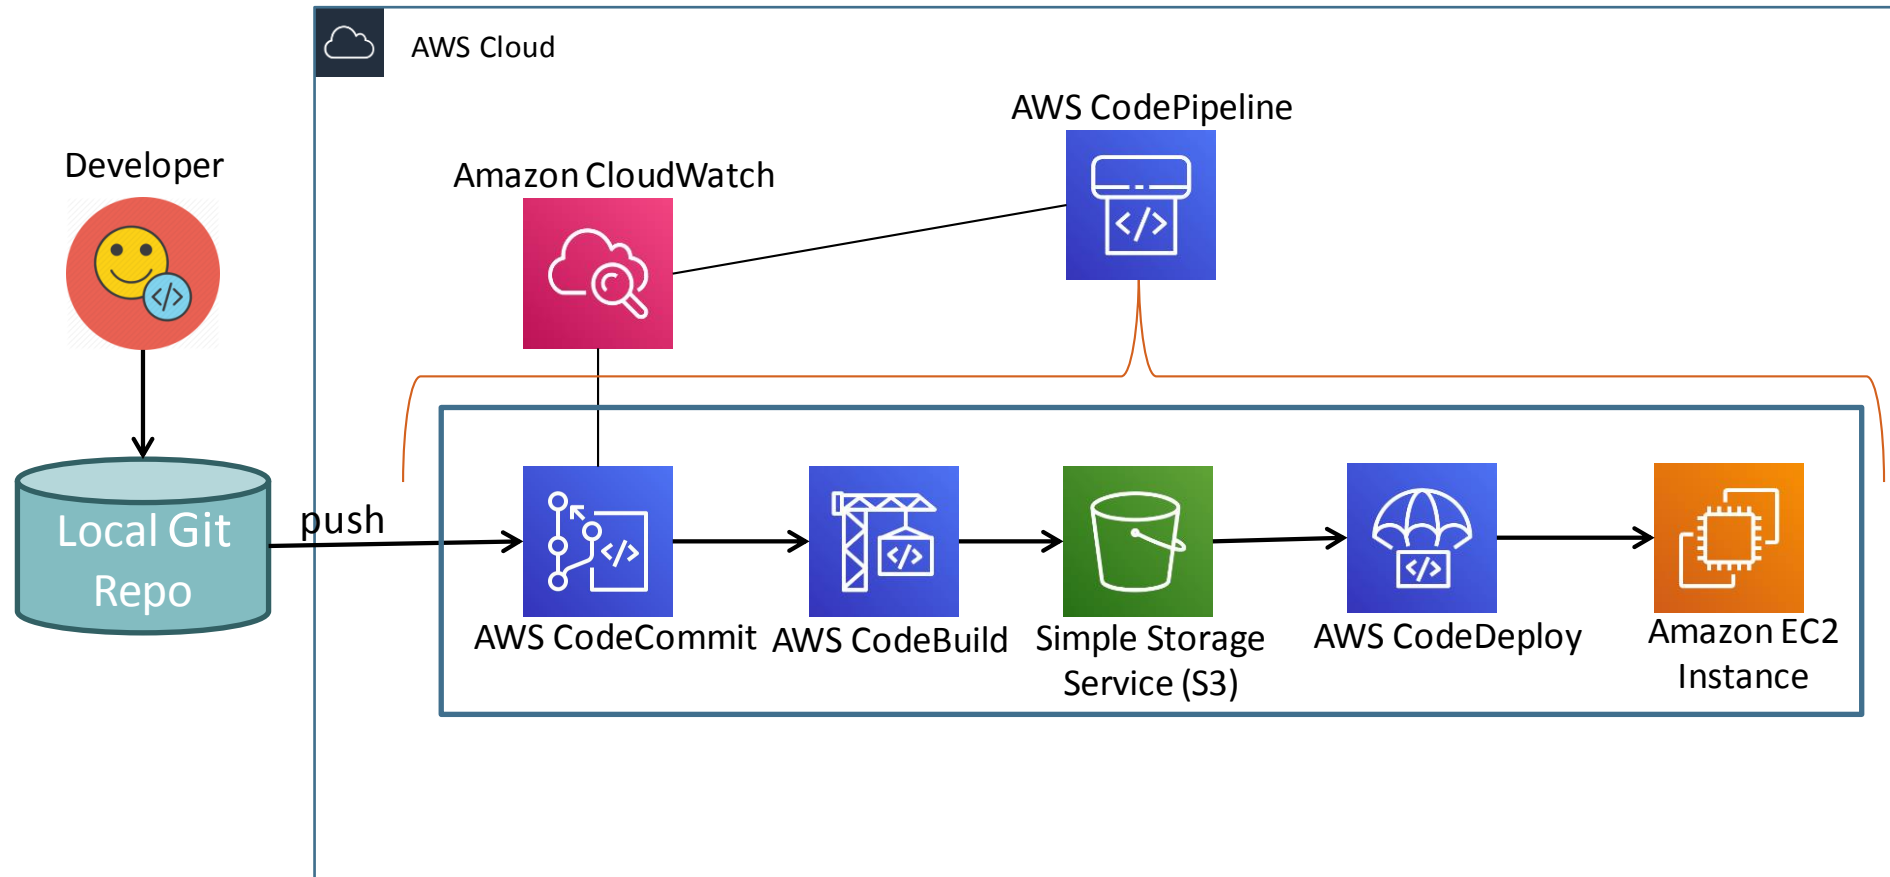 AWS Cloud
AWS CodePipeline
Developer
Amazon CloudWatch
</>
</>
Local Git
Repo
push
</>
</>
</>
AWS CodeCommit
AWS CodeBuild
Simple Storage
Service (S3)
AWS CodeDeploy
Amazon EC2
Instance